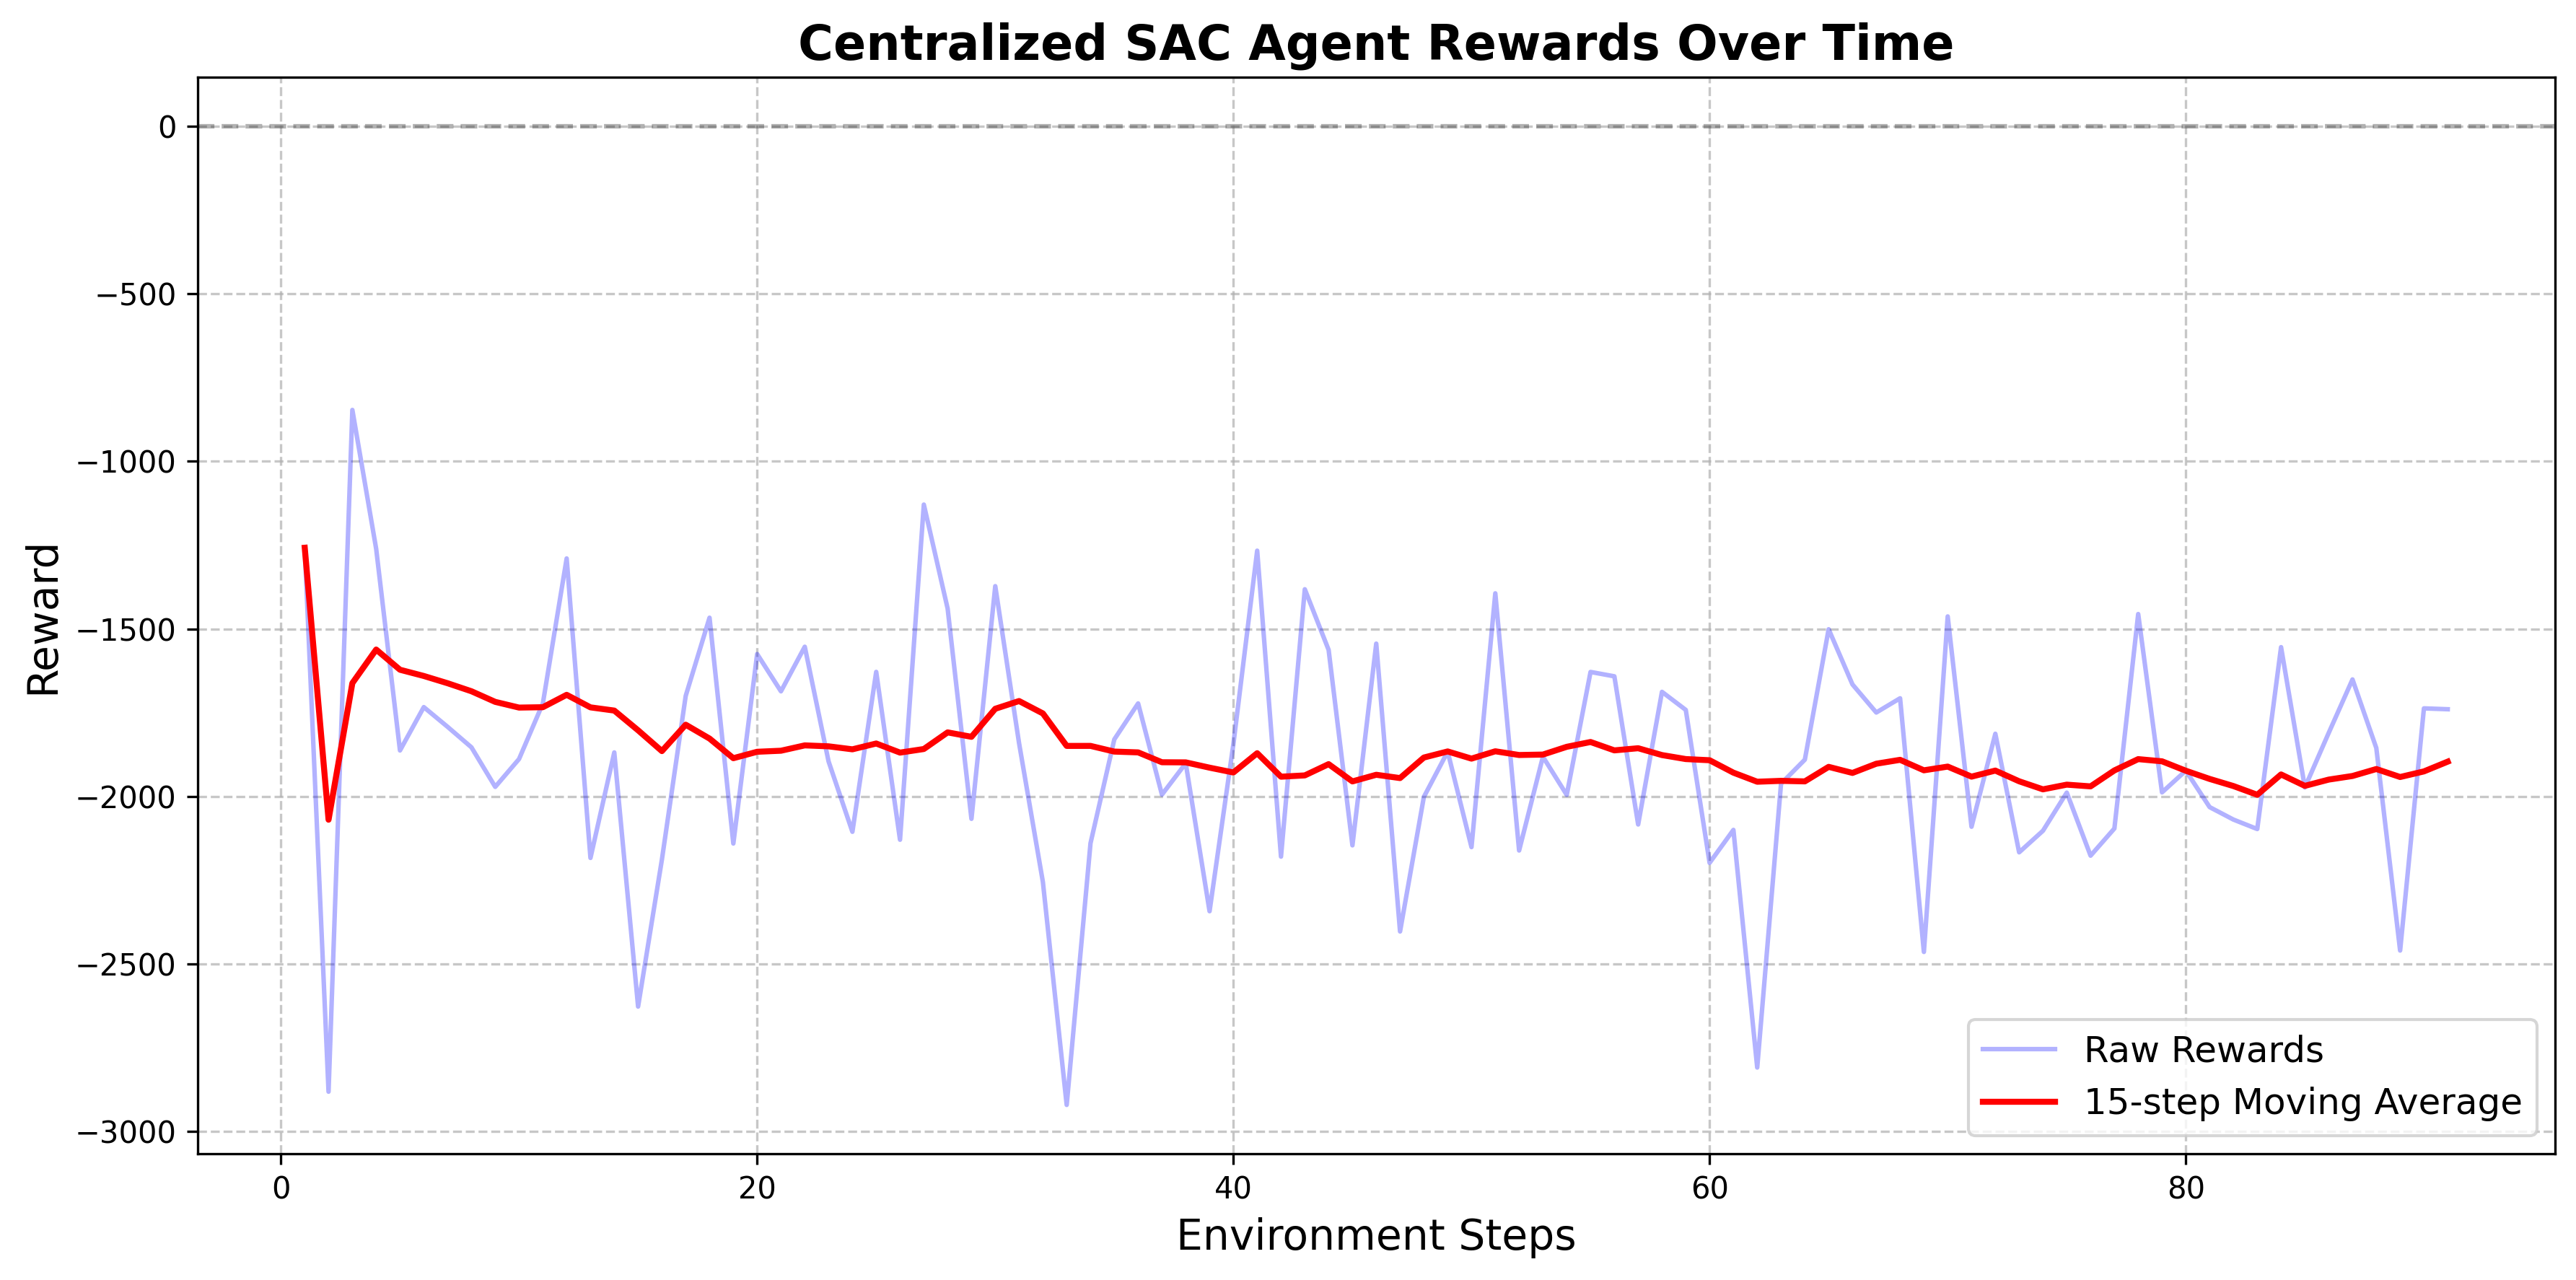 Centralized SAC Agent Rewards Over Time
0
−500
−1000
−1500
−2000
−2500
−3000
Reward
0 20 40 60 80
Environment Steps
Raw Rewards
15-step Moving Average